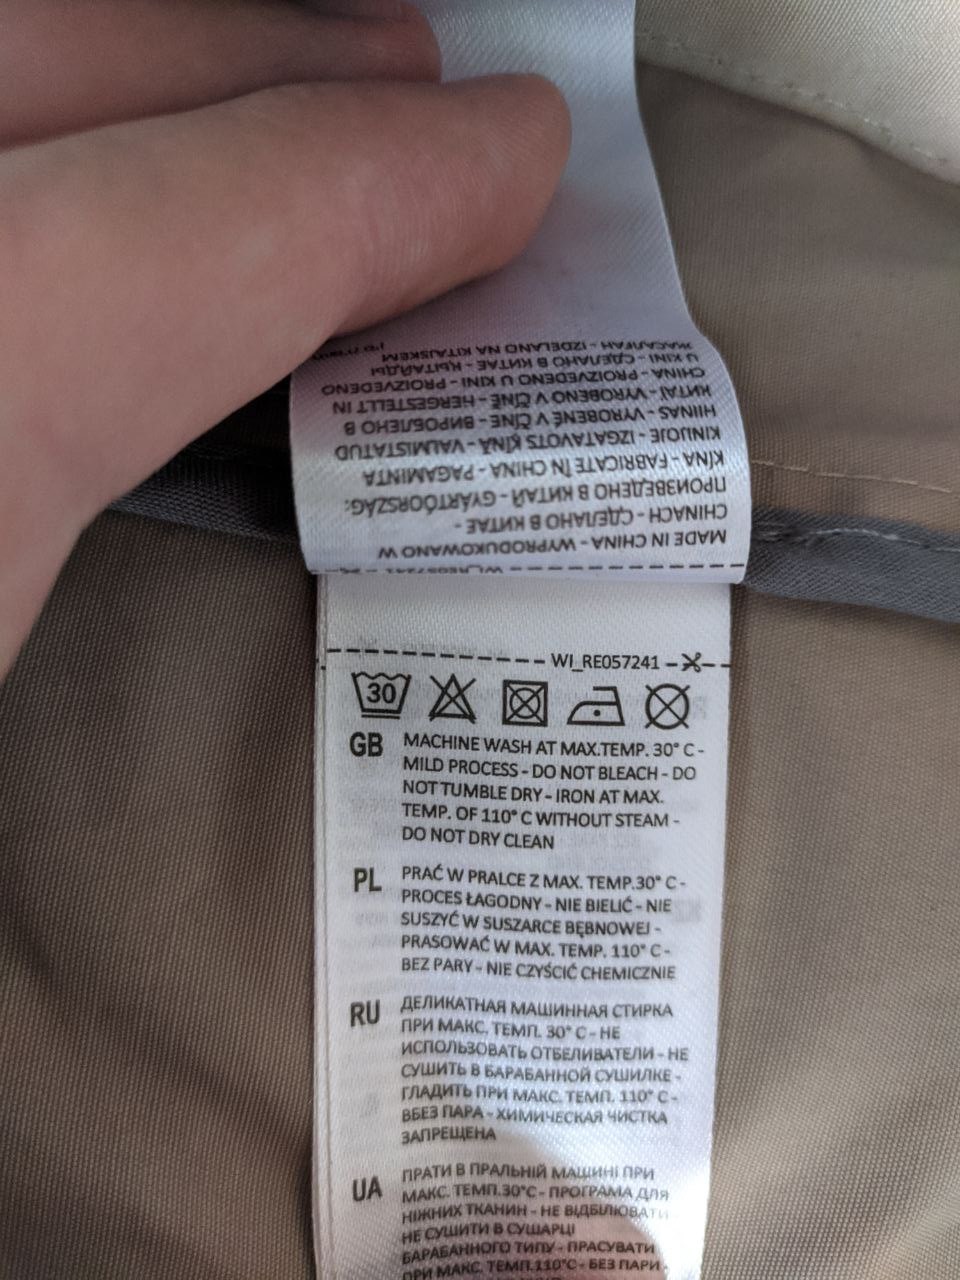 WI_RE057241
30
GB MACHINE WASH AT MAX.TEMP. 30° C -
MILD PROCESS - DO NOT BLEACH - DO
NOT TUMBLE DRY - IRON AT MAX.
TEMP. OF 110° C WITHOUT STEAM -
DO NOT DRY CLEAN
PL PRAĆ W PRALCE Z MAX. TEMP.30° C -
PROCES ŁAGODNY - NIE BIELIĆ - NIE
SUSZYĆ W SUSZARCE BĘBNOWEJ -
PRASOWAĆ W MAX. TEMP. 110° C -
BEZ PARY - NIE CZYŚCIĆ CHEMICZNIE
RU ДЕЛИКАТНАЯ МАШИННАЯ СТИРКА
ПРИ МАКС. ТЕМП. 30° C - НЕ
ИСПОЛЬЗОВАТЬ ОТБЕЛИВАТЕЛИ - НЕ
СУШИТЬ В БАРАБАННОЙ СУШИЛКЕ -
ГЛАДИТЬ ПРИ МАКС. ТЕМП. 110° C -
ВБЕЗ ПАРА - ХИМИЧЕСКАЯ ЧИСТКА
ЗАПРЕЩЕНА
UA ПРАТИ В ПРАЛЬНІЙ МАШИНІ ПРИ
МАКС. ТЕМП.30°C - ПРОГРАМА ДЛЯ
НІЖНИХ ТКАНИН - НЕ ВІДБІЛЮВАТИ -
НЕ СУШИТИ В СУШАРЦІ
БАРАБАННОГО ТИПУ - ПРАСУВАТИ
ПРИ МАКС. ТЕМП.110°C - БЕЗ ПАРИ -
MADE IN CHINA - WYPRODUKOWANO W
CHINACH - СДЕЛАНО В КИТАЕ -
ПРОИЗВЕДЕНО В КИТАЙ - GYÁRTÓORSZÁG:
KÍNA - FABRICATE ÎN CHINA - PAGAMINTA
KINIJOJE - IZGATAVOTS ĶĪNĀ - VALMISTATUD
HIINAS - VYROBENÉ V ČÍNE - ВИРОБЛЕНО В
КИТАЇ - VYROBENO V ČÍNĚ - HERGESTELLT IN
CHINA - PROIZVEDENO U KINI - PROIZVEDENO
U KINI - СДЕЛАНО В КИТАЕ - ҚЫТАЙДЫ
ЖАСАЛҒАН - IZDELANO NA KITAJSKEM